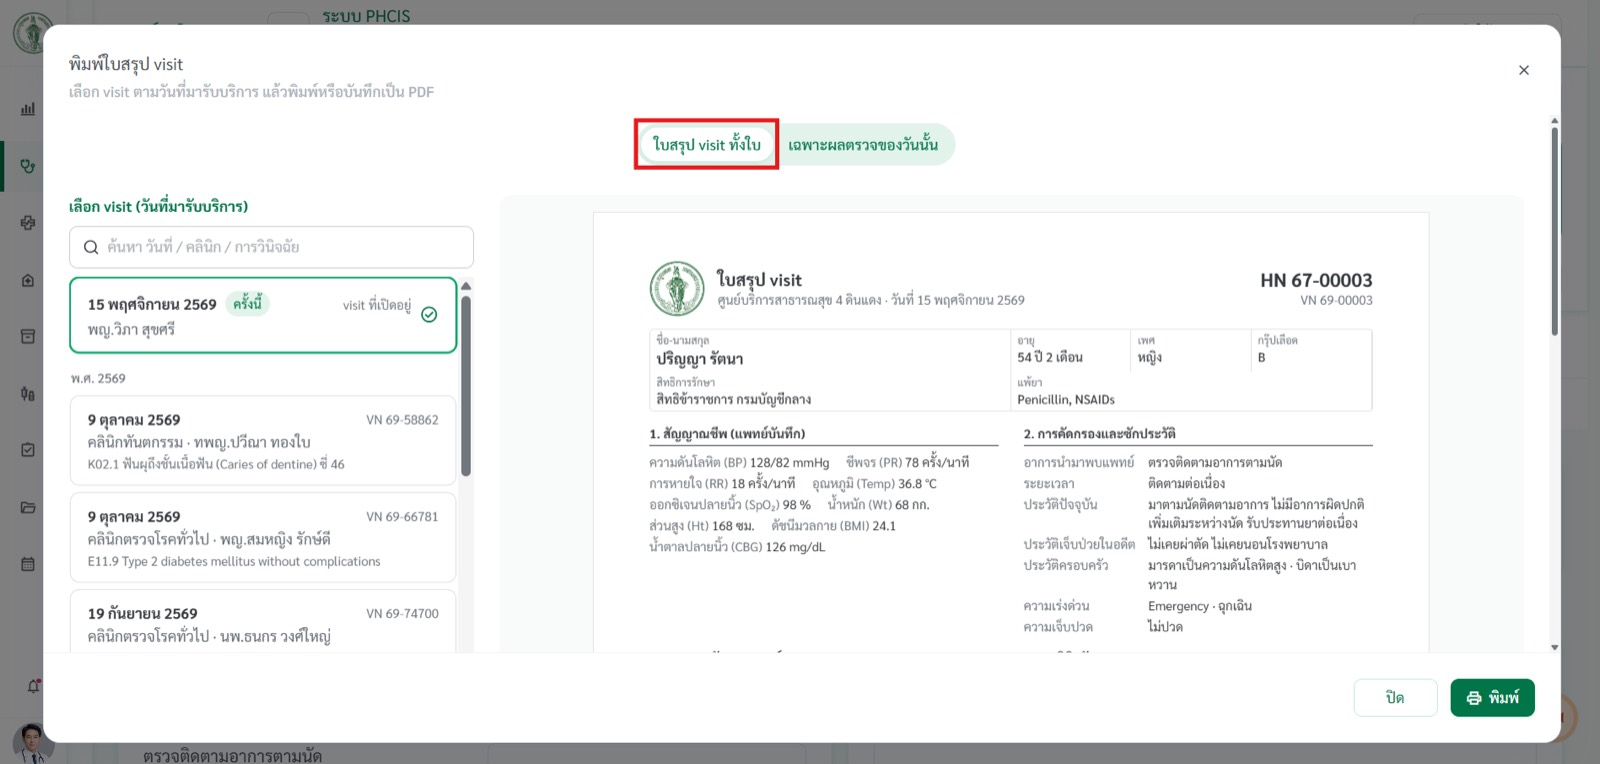 ระบบ PHCIS
พิมพ์ใบสรุป visit
เลือก visit ตามวันที่มารับบริการ แล้วพิมพ์หรือบันทึกเป็น PDF
ใบสรุป visit ทั้งใบ
เฉพาะผลตรวจของวันนั้น
เลือก visit (วันที่มารับบริการ)
ค้นหา วันที่ / คลินิก / การวินิจฉัย
15 พฤศจิกายน 2569 ครั้งนี้ visit ที่เปิดอยู่
พญ.วิภา สุขศรี
พ.ศ. 2569
9 ตุลาคม 2569 VN 69-58862
คลินิกทันตกรรม · ทพญ.ปวีณา ทองใบ
K02.1 ฟันผุถึงชั้นเนื้อฟัน (Caries of dentine) ซี่ 46
9 ตุลาคม 2569 VN 69-66781
คลินิกตรวจโรคทั่วไป · พญ.สมหญิง รักษ์ดี
E11.9 Type 2 diabetes mellitus without complications
19 กันยายน 2569 VN 69-74700
คลินิกตรวจโรคทั่วไป · นพ.ธนกร วงศ์ใหญ่
ใบสรุป visit
ศูนย์บริการสาธารณสุข 4 ดินแดง · วันที่ 15 พฤศจิกายน 2569
HN 67-00003
VN 69-00003
ชื่อ-นามสกุล
ปริญญา รัตนา
อายุ
54 ปี 2 เดือน
เพศ
หญิง
กรุ๊ปเลือด
B
สิทธิการรักษา
สิทธิข้าราชการ กรมบัญชีกลาง
แพ้ยา
Penicillin, NSAIDs
1. สัญญาณชีพ (แพทย์บันทึก)
ความดันโลหิต (BP) 128/82 mmHg ชีพจร (PR) 78 ครั้ง/นาที
การหายใจ (RR) 18 ครั้ง/นาที อุณหภูมิ (Temp) 36.8 °C
ออกซิเจนปลายนิ้ว (SpO₂) 98 % น้ำหนัก (Wt) 68 กก.
ส่วนสูง (Ht) 168 ซม. ดัชนีมวลกาย (BMI) 24.1
น้ำตาลปลายนิ้ว (CBG) 126 mg/dL
2. การคัดกรองและซักประวัติ
อาการนำมาพบแพทย์ ตรวจติดตามอาการตามนัด
ระยะเวลา ติดตามต่อเนื่อง
ประวัติปัจจุบัน มาตามนัดติดตามอาการ ไม่มีอาการผิดปกติ
เพิ่มเติมระหว่างนัด รับประทานยาต่อเนื่อง
ประวัติเจ็บป่วยในอดีต ไม่เคยผ่าตัด ไม่เคยนอนโรงพยาบาล
ประวัติครอบครัว มารดาเป็นความดันโลหิตสูง · บิดาเป็นเบา
หวาน
ความเร่งด่วน Emergency · ฉุกเฉิน
ความเจ็บปวด ไม่ปวด
ปิด
พิมพ์
ตรวจติดตามอาการตามนัด